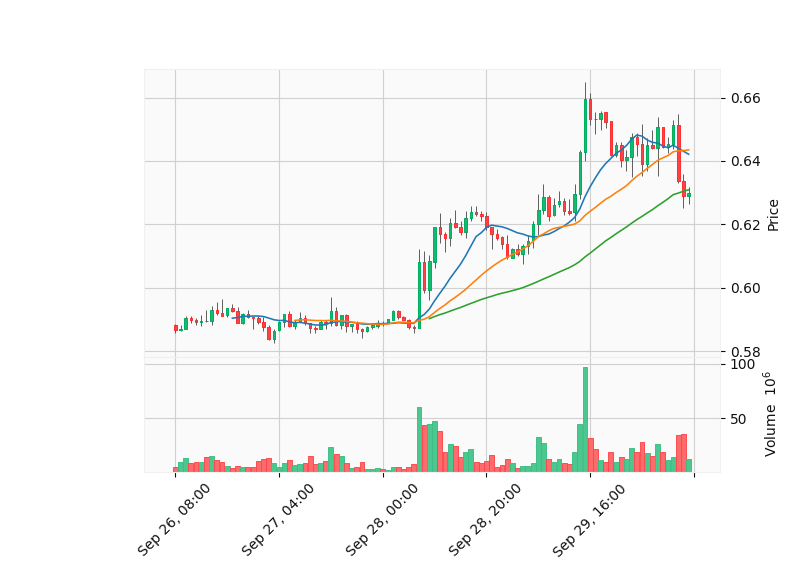 0.66
0.64
0.62
0.60
0.58
Price
100
50
Volume 10^6
Sep 26, 08:00
Sep 27, 04:00
Sep 28, 00:00
Sep 28, 20:00
Sep 29, 16:00